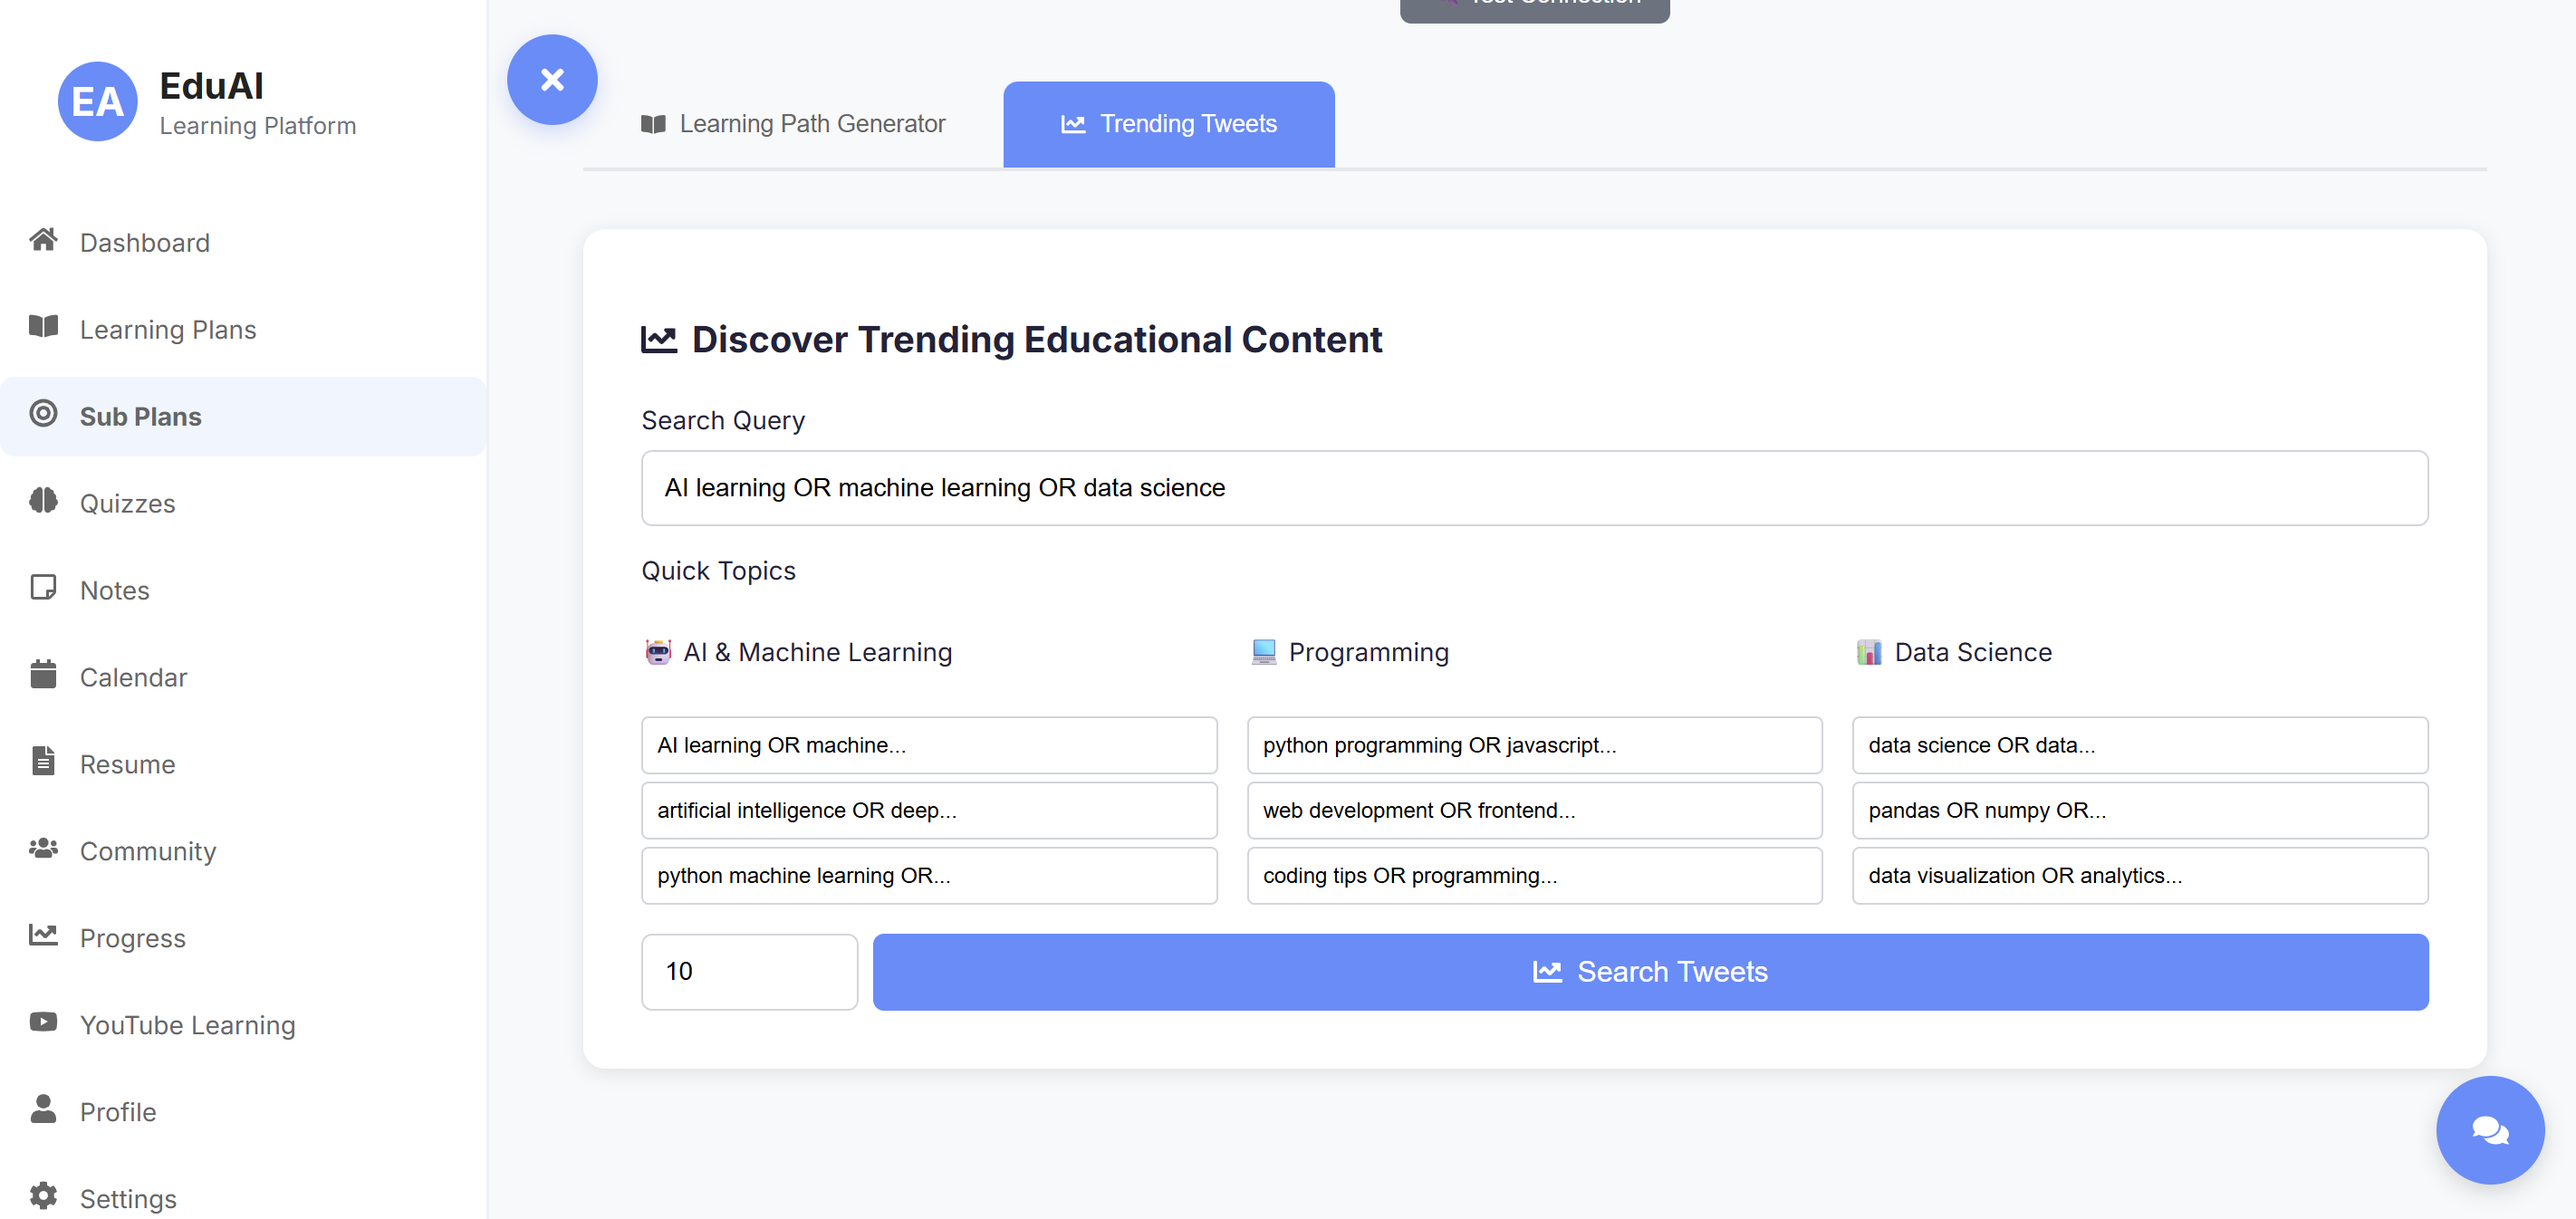 Test Connection
EA
EduAI
Learning Platform
Dashboard
Learning Plans
Sub Plans
Quizzes
Notes
Calendar
Resume
Community
Progress
YouTube Learning
Profile
Settings
Learning Path Generator
Trending Tweets
Discover Trending Educational Content
Search Query
AI learning OR machine learning OR data science
Quick Topics
AI & Machine Learning
AI learning OR machine...
artificial intelligence OR deep...
python machine learning OR...
Programming
python programming OR javascript...
web development OR frontend...
coding tips OR programming...
Data Science
data science OR data...
pandas OR numpy OR...
data visualization OR analytics...
10
Search Tweets